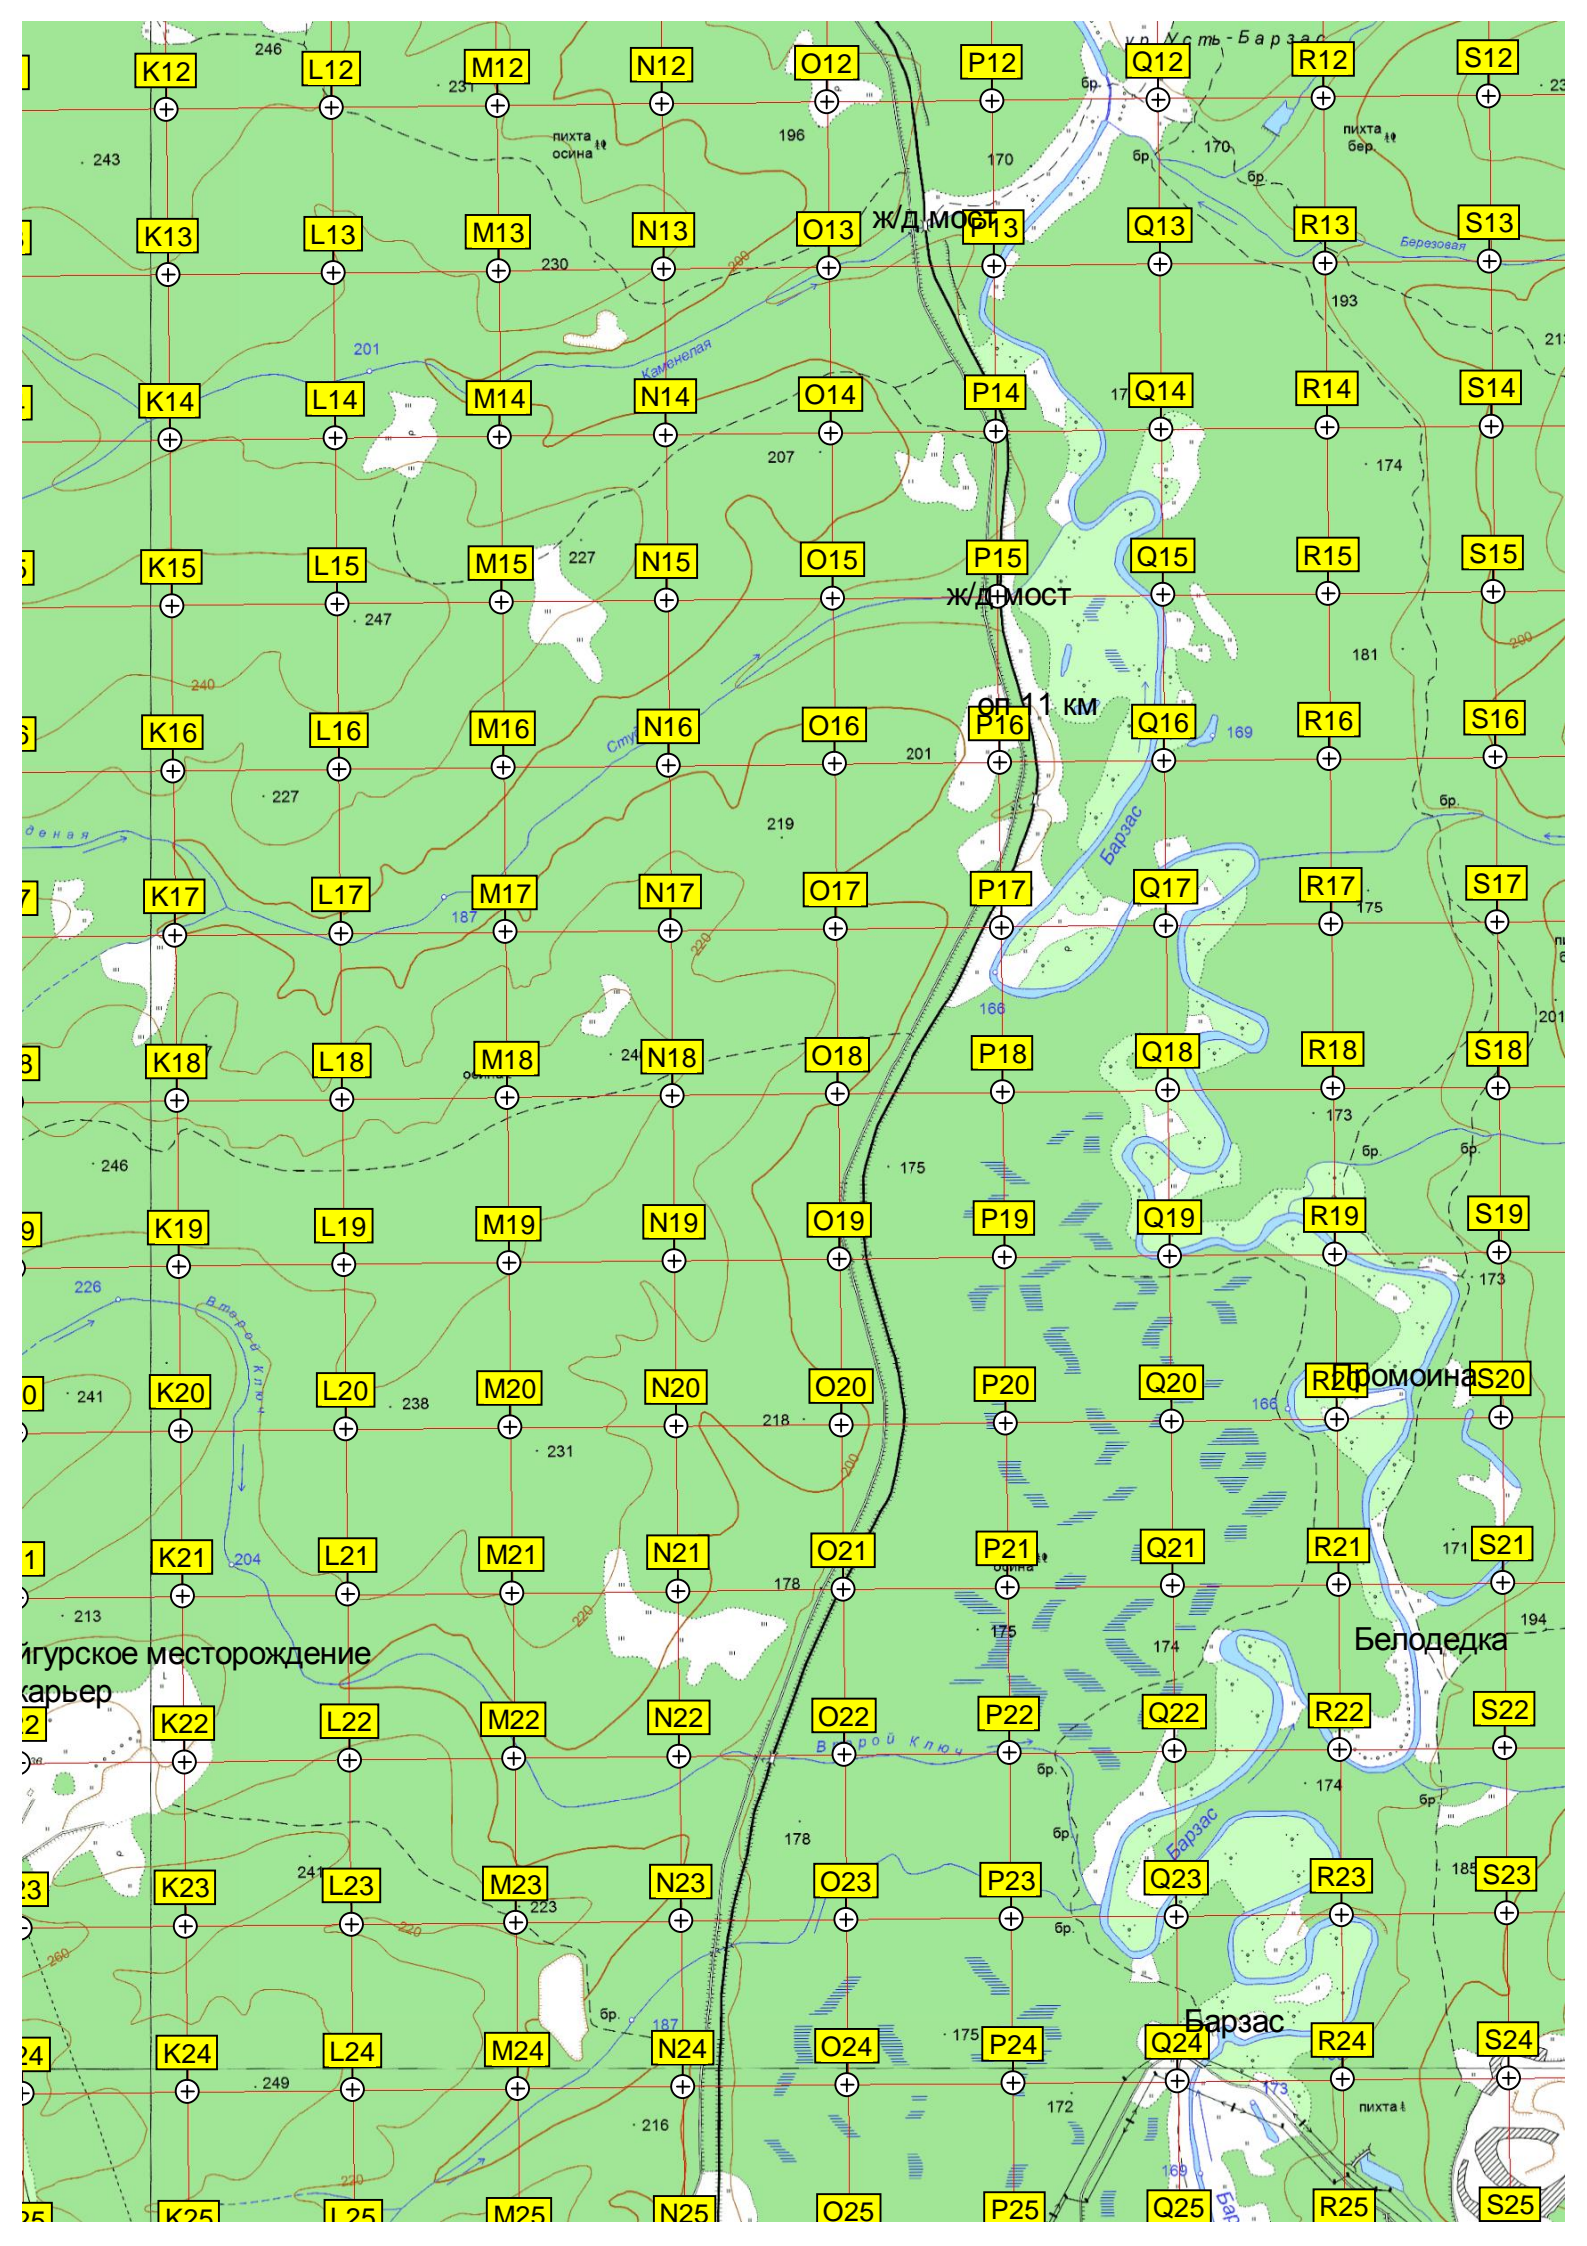 ур. Усть-Барзас
246
K12 L12 M12 N12 O12 P12 Q12 R12 S12
231
бр.
196
пихта
осина
243
170
бр.
170
бр.
пихта
бер.
ж/д мост
K13 L13 M13 N13 O13 P13 Q13 R13 S13
Березовая
230
200
193
201
Каменелая
K14 L14 M14 N14 O14 P14 Q14 R14 S14
207
174
227
K15 L15 M15 N15 O15 P15 Q15 R15 S15
ж/д мост
247
181
200
240
оп 11 км
K16 L16 M16 N16 O16 P16 Q16 R16 S16
201
169
227
219
бр.
Барзас
K17 L17 M17 N17 O17 P17 Q17 R17 S17
187
175
220
166
201
K18 L18 M18 N18 O18 P18 Q18 R18 S18
173
246
175
бр.
бр.
K19 L19 M19 N19 O19 P19 Q19 R19 S19
226
Второй Ключ
173
Промоина
K20 L20 M20 N20 O20 P20 Q20 R20 S20
241
238
166
218
231
200
K21 L21 M21 N21 O21 P21 Q21 R21 S21
204
171
осина
178
213
220
175
174
194
Белодедка
йгурское месторождение
карьер
K22 L22 M22 N22 O22 P22 Q22 R22 S22
Второй Ключ
бр.
174
бр.
178
бр.
Барзас
241
K23 L23 M23 N23 O23 P23 Q23 R23 S23
185
223
220
бр.
260
бр.
187
Барзас
175
K24 L24 M24 N24 O24 P24 Q24 R24 S24
249
173
172
пихта
216
220
169
K25 L25 M25 N25 O25 P25 Q25 R25 S25